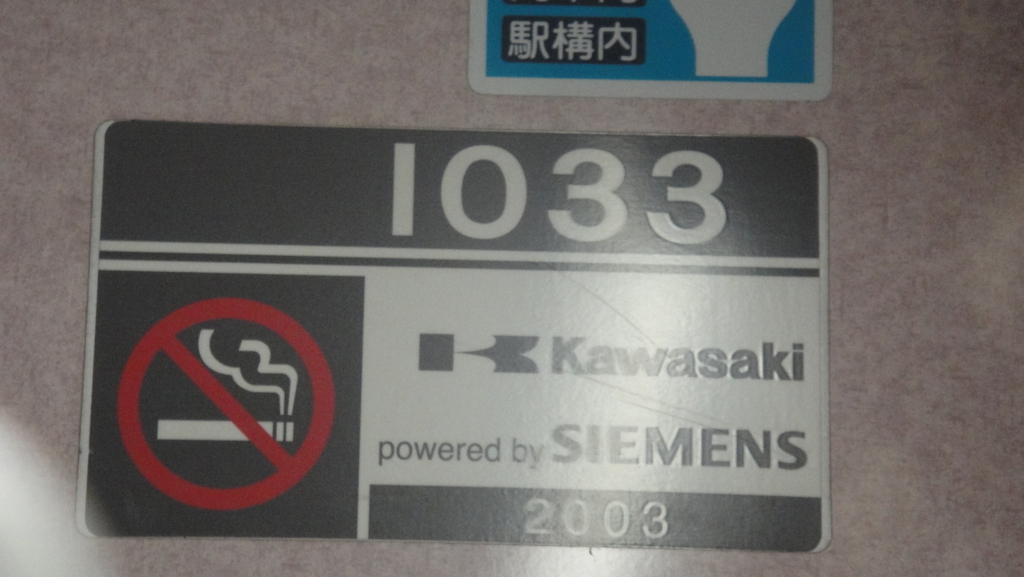 駅構内
1033
Kawasaki
powered by SIEMENS
2003